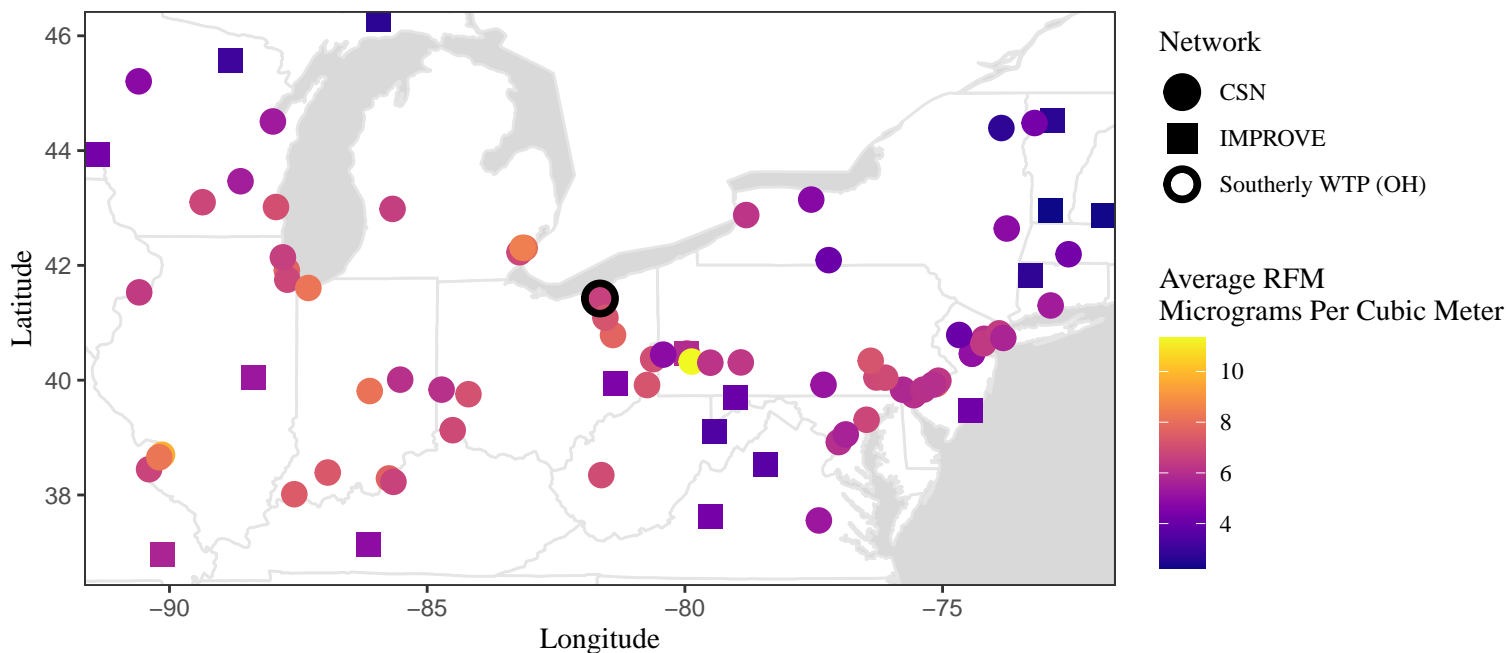 46
44
42
40
38
Latitude
−90
−85
−80
−75
Longitude
Network
CSN
IMPROVE
Southerly WTP (OH)
Average RFM
Micrograms Per Cubic Meter
10
8
6
4